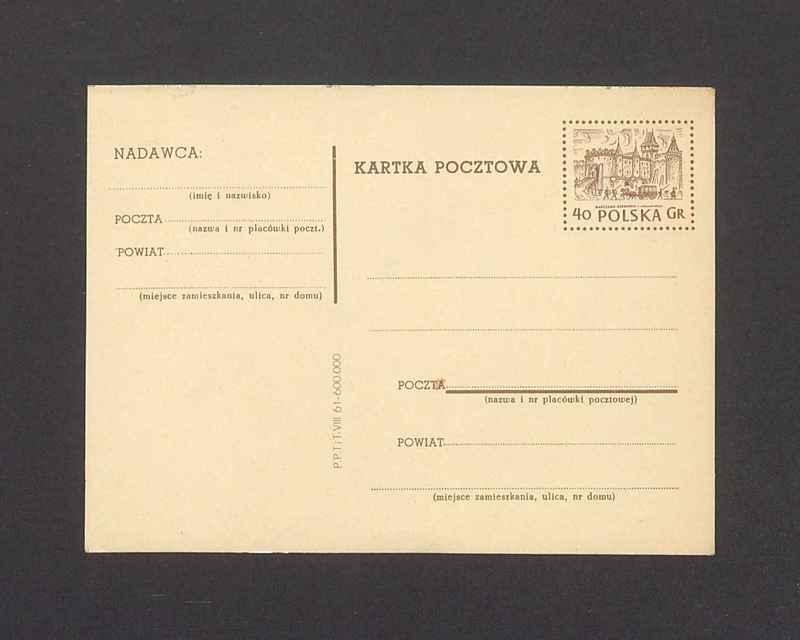 NADAWCA:
(imię i nazwisko)
POCZTA
(nazwa i nr placówki poczt.)
POWIAT
(miejsce zamieszkania, ulica, nr domu)
KARTKA POCZTOWA
40 POLSKA GR
POCZTA
(nazwa i nr placówki pocztowej)
POWIAT
(miejsce zamieszkania, ulica, nr domu)
P.P.T.i T. VIII 61-600.000